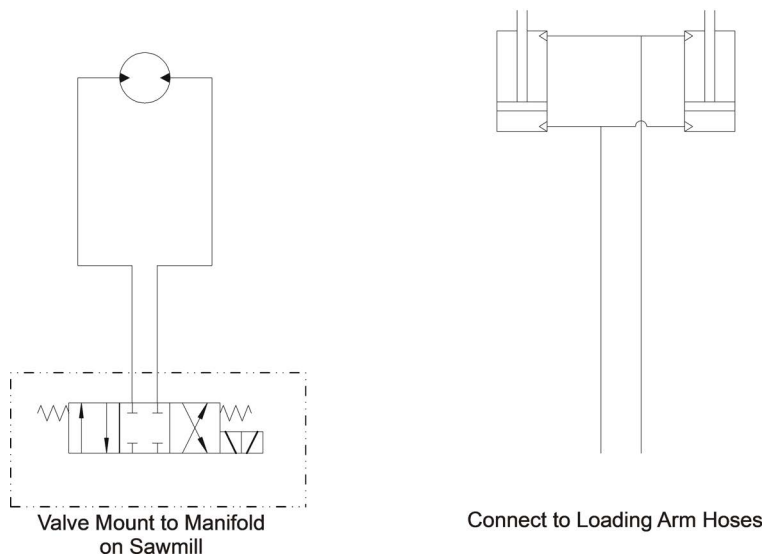 Valve Mount to Manifold
on Sawmill
Connect to Loading Arm Hoses